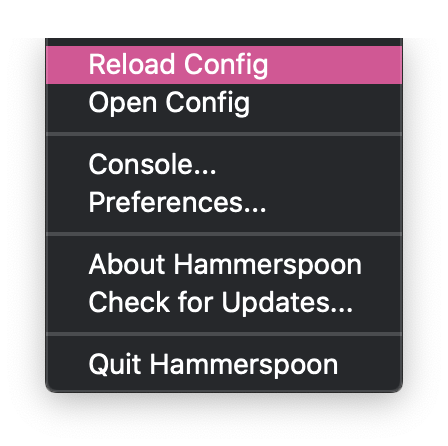 Reload Config
Open Config
Console...
Preferences...
About Hammerspoon
Check for Updates...
Quit Hammerspoon